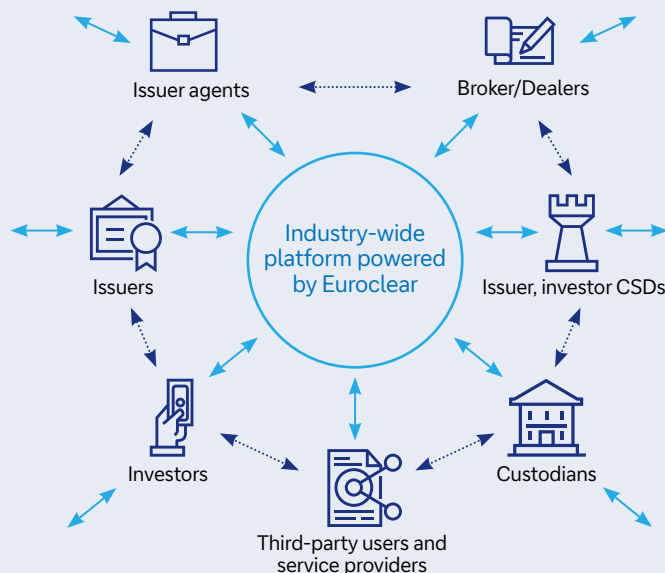 Issuer agents
Broker/Dealers
Industry-wide
platform powered
by Euroclear
Issuers
Issuer, investor CSDs
Investors
Custodians
Third-party users and
service providers